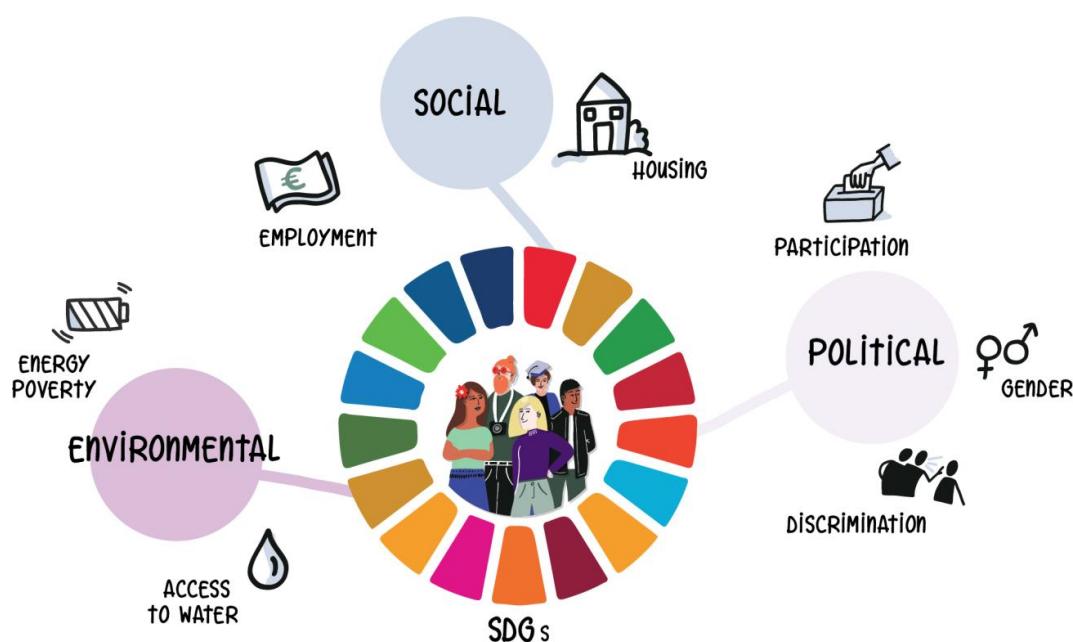 SOCIAL
HOUSING
€
EMPLOYMENT
PARTICIPATION
POLITICAL
GENDER
DISCRIMINATION
ENERGY
POVERTY
ENVIRONMENTAL
ACCESS
TO WATER
SDGs